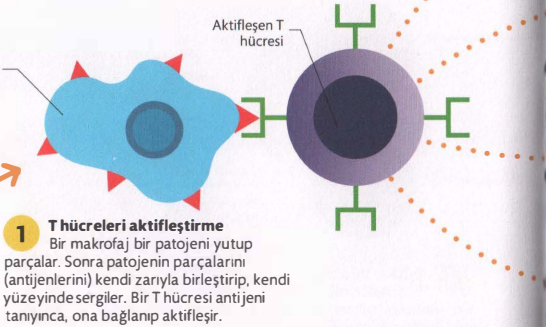 Aktifleşen T
hücresi
1
T hücreleri aktifleştirme
Bir makrofaj bir patojeni yutup
parçalar. Sonra patojenin parçalarını
(antijenlerini) kendi zarıyla birleştirip, kendi
yüzeyinde sergiler. Bir T hücresi antijeni
tanıyınca, ona bağlanıp aktifleşir.